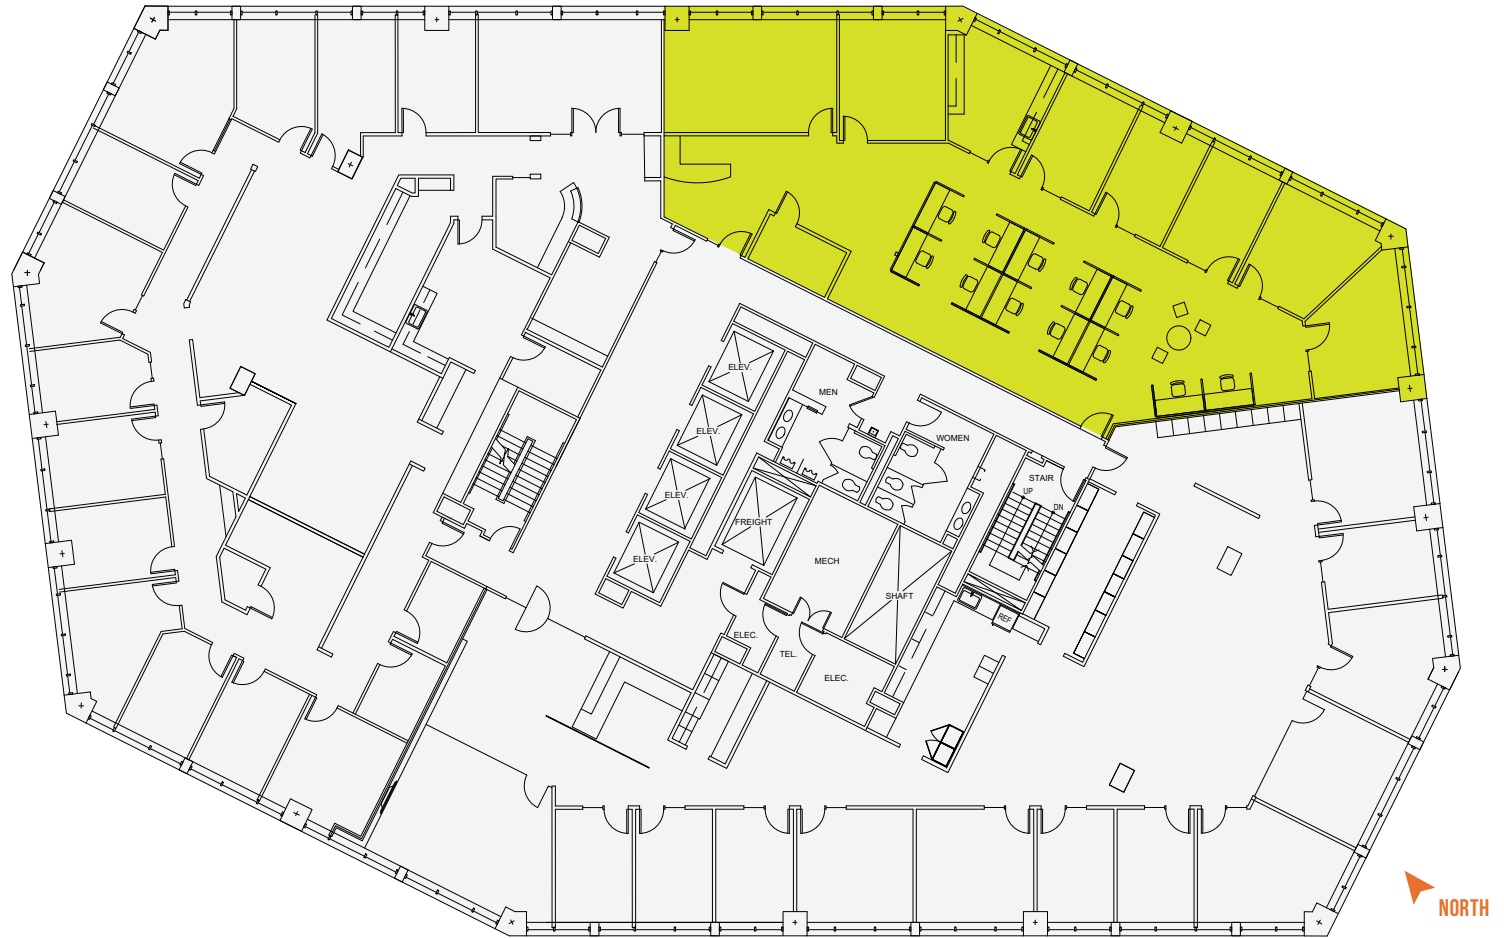 ELEV.
MEN
ELEV.
WOMEN
ELEV.
STAIR
UP
DN
FREIGHT
ELEV.
MECH
SHAFT
REF
ELEC.
TEL.
ELEC.
NORTH